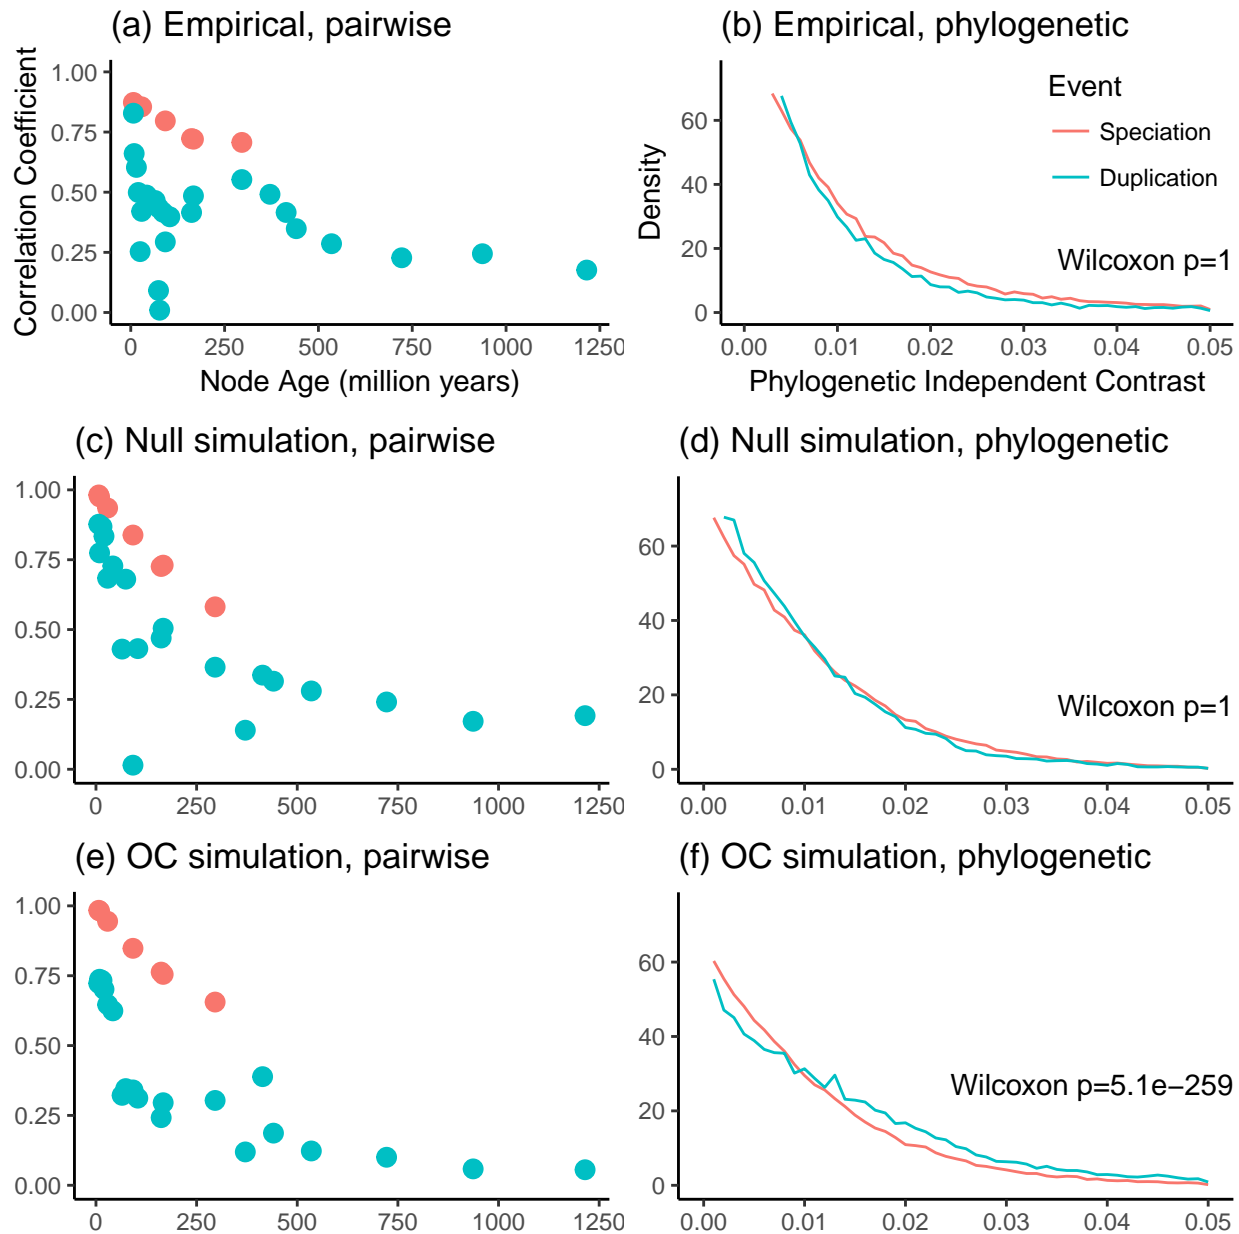 (a) Empirical, pairwise
Correlation Coefficient
1.00
0.75
0.50
0.25
0.00
0 250 500 750 1000 1250
Node Age (million years)
(b) Empirical, phylogenetic
Density
60
40
20
0
Event
Speciation
Duplication
Wilcoxon p=1
0.00 0.01 0.02 0.03 0.04 0.05
Phylogenetic Independent Contrast
(c) Null simulation, pairwise
1.00
0.75
0.50
0.25
0.00
0 250 500 750 1000 1250
(d) Null simulation, phylogenetic
60
40
20
0
Wilcoxon p=1
0.00 0.01 0.02 0.03 0.04 0.05
(e) OC simulation, pairwise
1.00
0.75
0.50
0.25
0.00
0 250 500 750 1000 1250
(f) OC simulation, phylogenetic
60
40
20
0
Wilcoxon p=5.1e−259
0.00 0.01 0.02 0.03 0.04 0.05